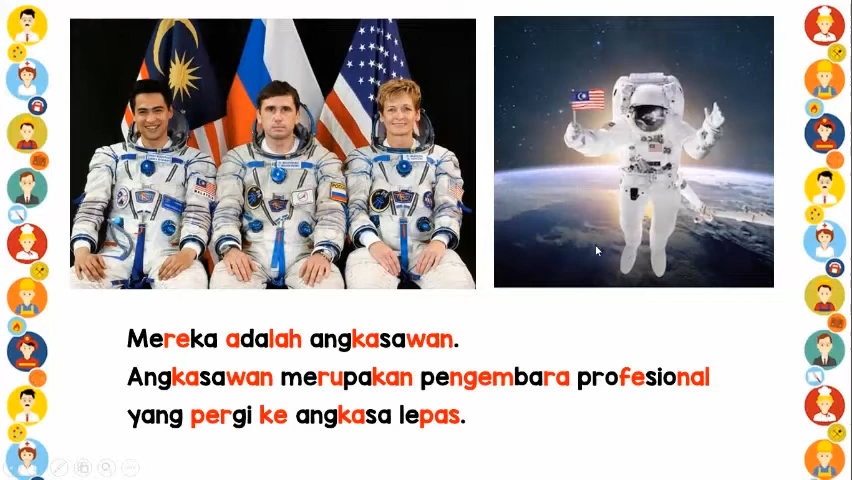 Mereka adalah angkasawan.
Angkasawan merupakan pengembara profesional
yang pergi ke angkasa lepas.